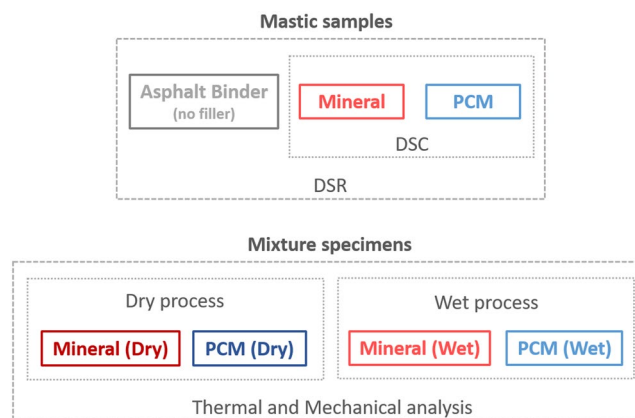 Mastic samples
Asphalt Binder
(no filler)
Mineral
PCM
DSC
DSR
Mixture specimens
Dry process
Wet process
Mineral (Dry)
PCM (Dry)
Mineral (Wet)
PCM (Wet)
Thermal and Mechanical analysis